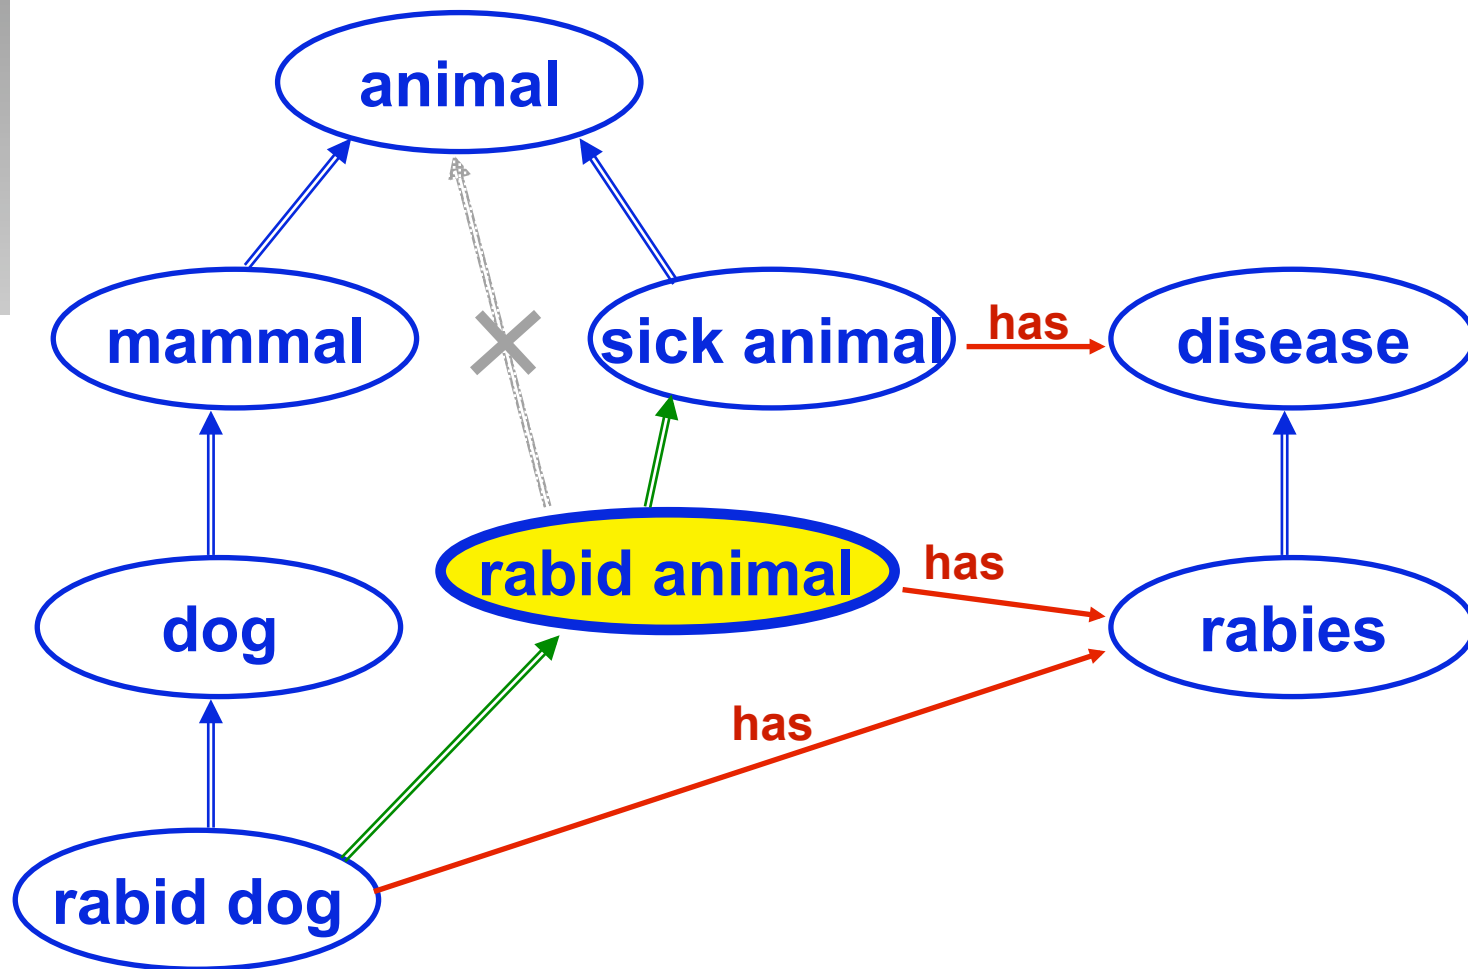 animal
mammal
sick animal
has
disease
rabid animal
has
dog
rabies
has
rabid dog